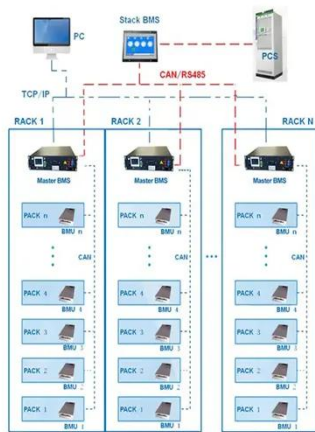 PC
Stack BMS
PCS
CAN/RS485
TCP/IP
RACK 1
RACK 2
RACK N
Master BMS
Master BMS
Master BMS
PACK n
BMU n
PACK n
BMU n
PACK n
BMU n
CAN
CAN
CAN
PACK 4
BMU 4
PACK 4
BMU 4
PACK 4
BMU 4
PACK 3
BMU 3
PACK 3
BMU 3
PACK 3
BMU 3
PACK 2
BMU 2
PACK 2
BMU 2
PACK 2
BMU 2
PACK 1
BMU 1
PACK 1
BMU 1
PACK 1
BMU 1